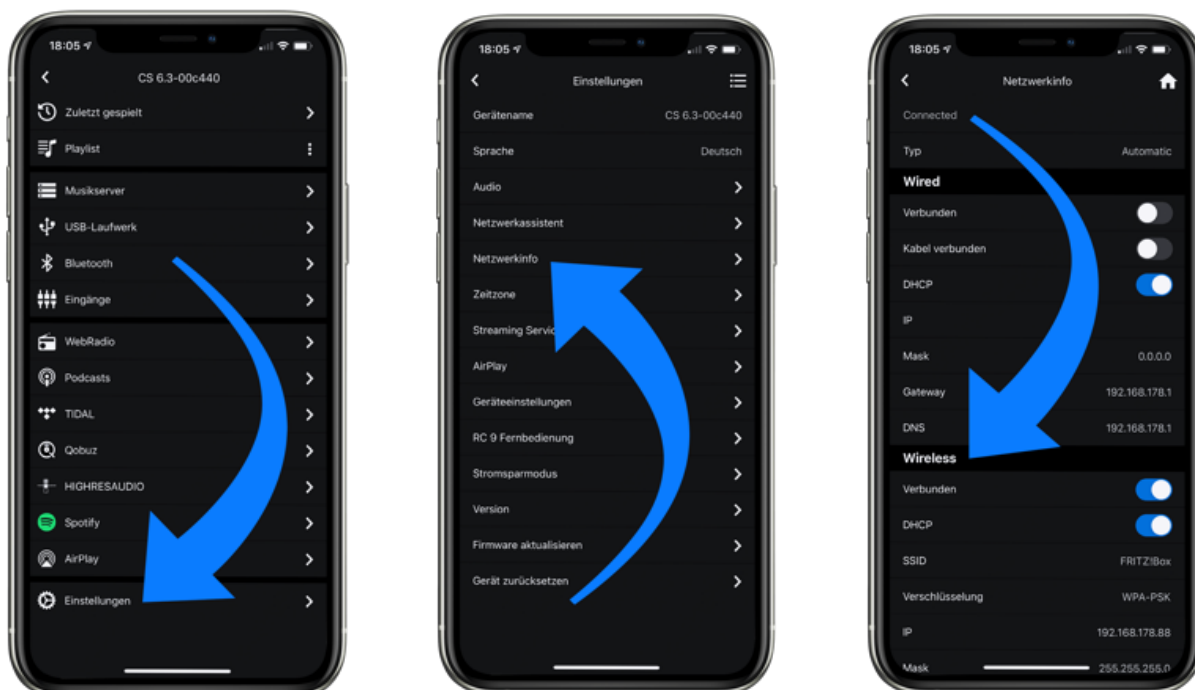 18:05
CS 6.3-00c440
Zuletzt gespielt
Playlist
Musikserver
USB-Laufwerk
Bluetooth
Eingänge
WebRadio
Podcasts
TIDAL
Qobuz
HIGHRESAUDIO
Spotify
AirPlay
Einstellungen
18:05
Einstellungen
Gerätename CS 6.3-00c440
Sprache Deutsch
Audio
Netzwerkassistent
Netzwerkinfo
Zeitzone
Streaming Servic
AirPlay
Geräteeinstellungen
RC 9 Fernbedienung
Stromsparmodus
Version
Firmware aktualisieren
Gerät zurücksetzen
18:05
Netzwerkinfo
Connected
Typ Automatic
Wired
Verbunden
Kabel verbunden
DHCP
IP
Mask 0.0.0.0
Gateway 192.168.178.1
DNS 192.168.178.1
Wireless
Verbunden
DHCP
SSID FRITZ!Box
Verschlüsselung WPA-PSK
IP 192.168.178.88
Mask 255.255.255.0